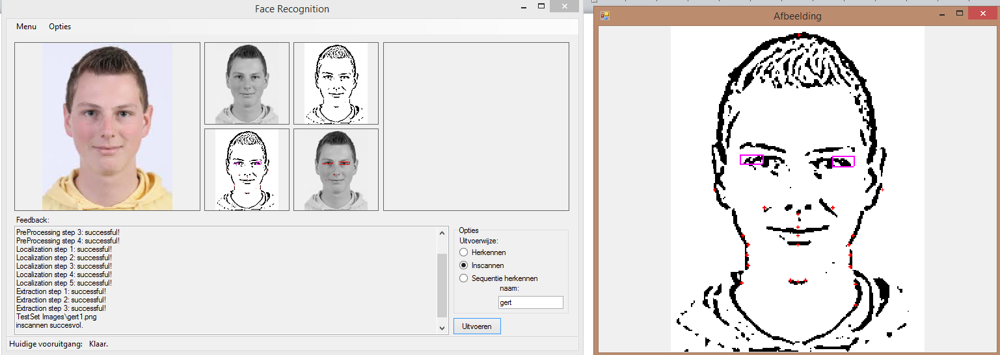 Face Recognition
Menu Opties
Feedback:
PreProcessing step 3: successful!
PreProcessing step 4: successful!
Localization step 1: successful!
Localization step 2: successful!
Localization step 3: successful!
Localization step 4: successful!
Localization step 5: successful!
Extraction step 1: successful!
Extraction step 2: successful!
Extraction step 3: successful!
TestSet Images\gert1.png
inscannen succesvol.
Opties
Uitvoerwijze:
Herkennen
Inscannen
Sequentie herkennen
naam:
gert
Uitvoeren
Huidige vooruitgang: Klaar.
Afbeelding